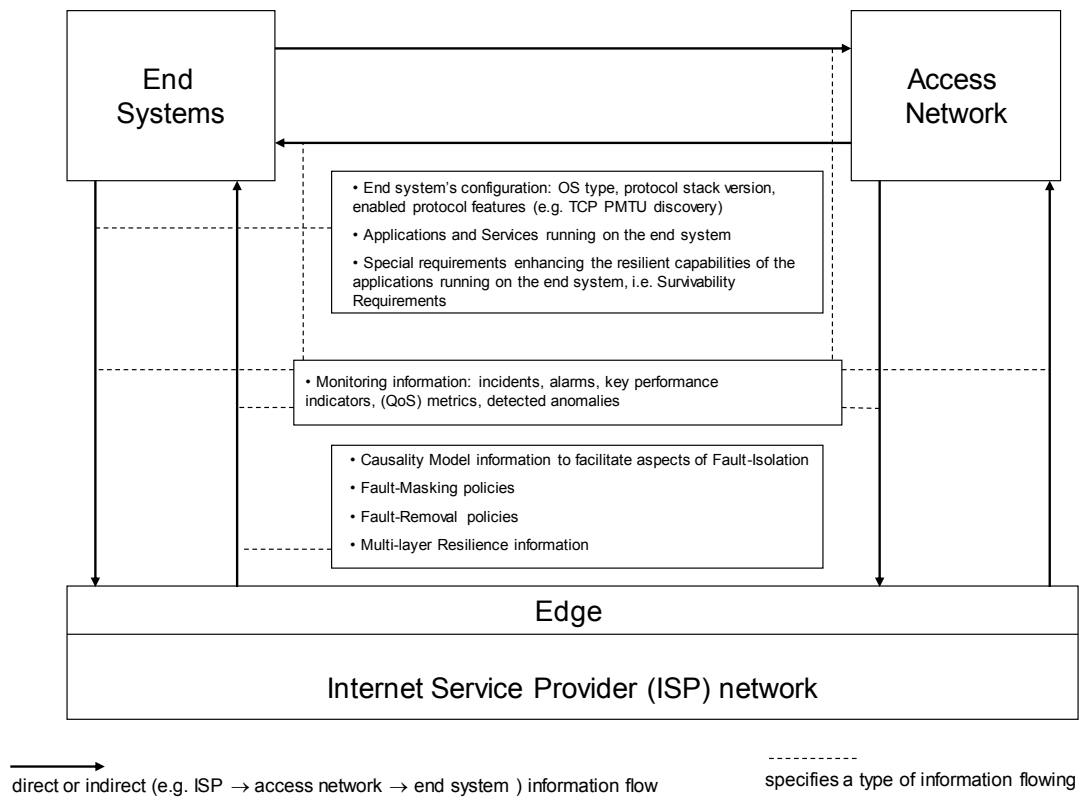 End
Systems
Access
Network
• End system's configuration: OS type, protocol stack version,
enabled protocol features (e.g. TCP PMTU discovery)
• Applications and Services running on the end system
• Special requirements enhancing the resilient capabilities of the
applications running on the end system, i.e. Survivability
Requirements
• Monitoring information: incidents, alarms, key performance
indicators, (QoS) metrics, detected anomalies
• Causality Model information to facilitate aspects of Fault-Isolation
• Fault-Masking policies
• Fault-Removal policies
• Multi-layer Resilience information
Edge
Internet Service Provider (ISP) network
direct or indirect (e.g. ISP → access network → end system ) information flow
specifies a type of information flowing